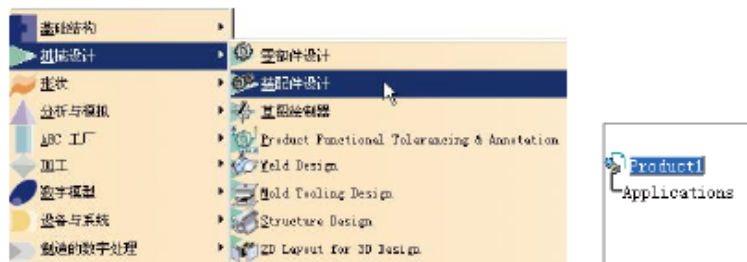 基础结构
机械设计
形状
分析与模拟
ABC 工厂
加工
数字模型
设备与系统
制造的数字处理
零部件设计
装配件设计
草图绘制器
Product Functional Tolerancing & Annotation
Weld Design
Mold Tooling Design
Structure Design
2D Layout for 3D Design
Product1
Applications